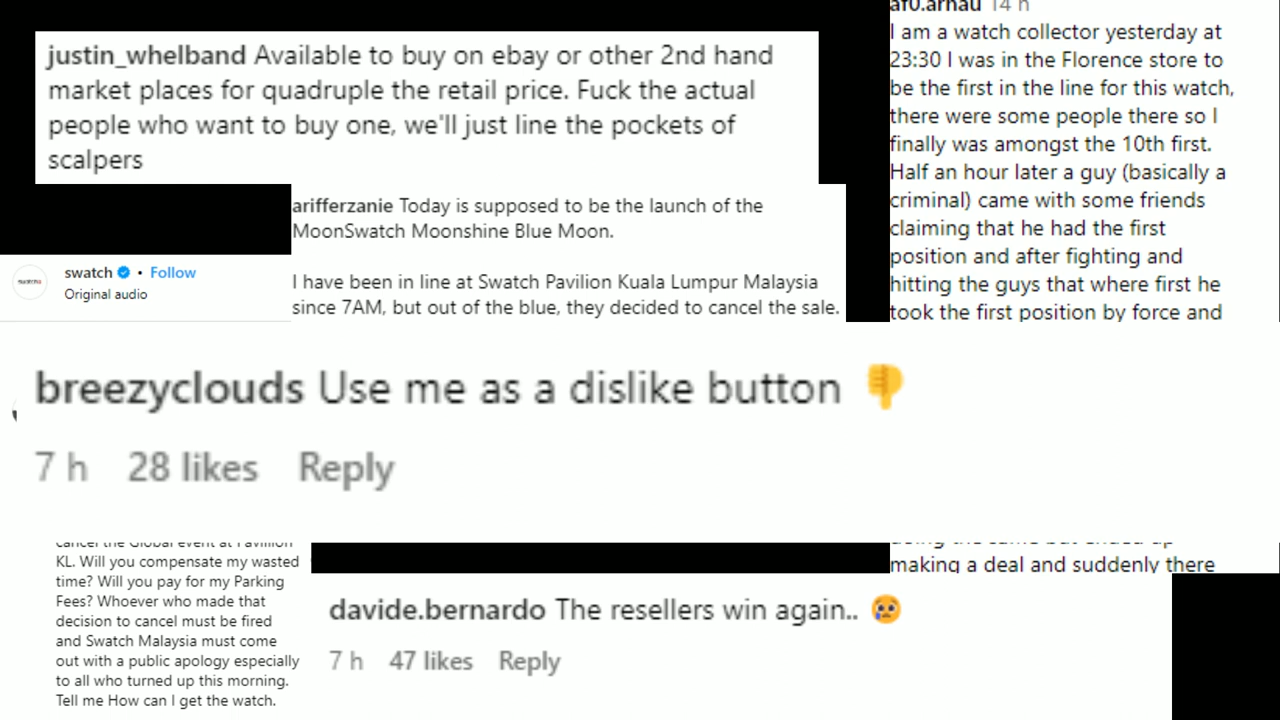 justin_whelband Available to buy on ebay or other 2nd hand
market places for quadruple the retail price. Fuck the actual
people who want to buy one, we'll just line the pockets of
scalpers
arifferzanie Today is supposed to be the launch of the
MoonSwatch Moonshine Blue Moon.
I have been in line at Swatch Pavilion Kuala Lumpur Malaysia
since 7AM, but out of the blue, they decided to cancel the sale.
swatch • Follow
Original audio
af0.arnau 14 h
I am a watch collector yesterday at
23:30 I was in the Florence store to
be the first in the line for this watch,
there were some people there so I
finally was amongst the 10th first.
Half an hour later a guy (basically a
criminal) came with some friends
claiming that he had the first
position and after fighting and
hitting the guys that where first he
took the first position by force and
breezyclouds Use me as a dislike button 👎
7 h 28 likes Reply
cancel the Global event at Pavillion
KL. Will you compensate my wasted
time? Will you pay for my Parking
Fees? Whoever who made that
decision to cancel must be fired
and Swatch Malaysia must come
out with a public apology especially
to all who turned up this morning.
Tell me How can I get the watch.
doing the same but ended up
making a deal and suddenly there
davide.bernardo The resellers win again.. 😢
7 h 47 likes Reply